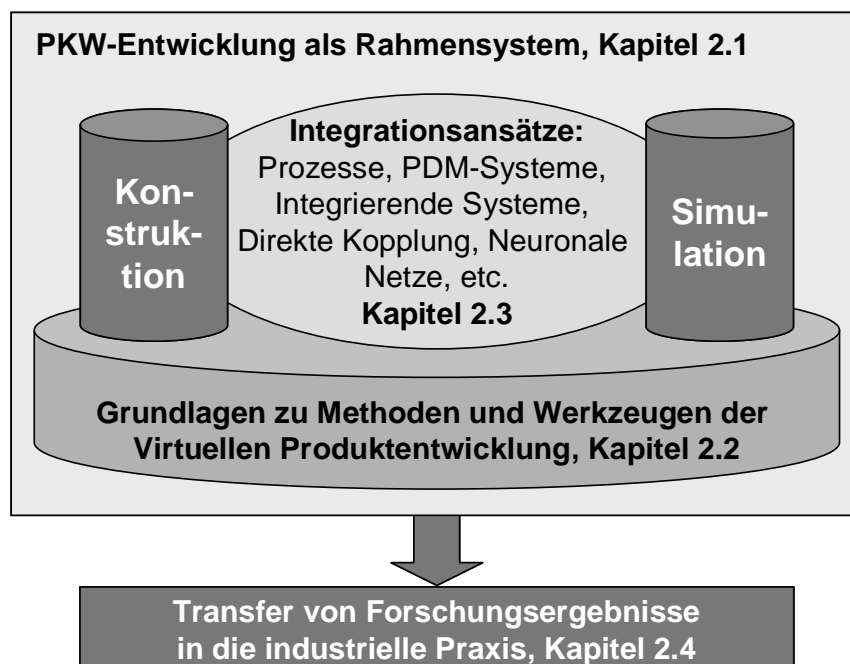 PKW-Entwicklung als Rahmensystem, Kapitel 2.1
Kon-
struk-
tion
Integrationsansätze:
Prozesse, PDM-Systeme,
Integrierende Systeme,
Direkte Kopplung, Neuronale
Netze, etc.
Kapitel 2.3
Simu-
lation
Grundlagen zu Methoden und Werkzeugen der
Virtuellen Produktentwicklung, Kapitel 2.2
Transfer von Forschungsergebnisse
in die industrielle Praxis, Kapitel 2.4